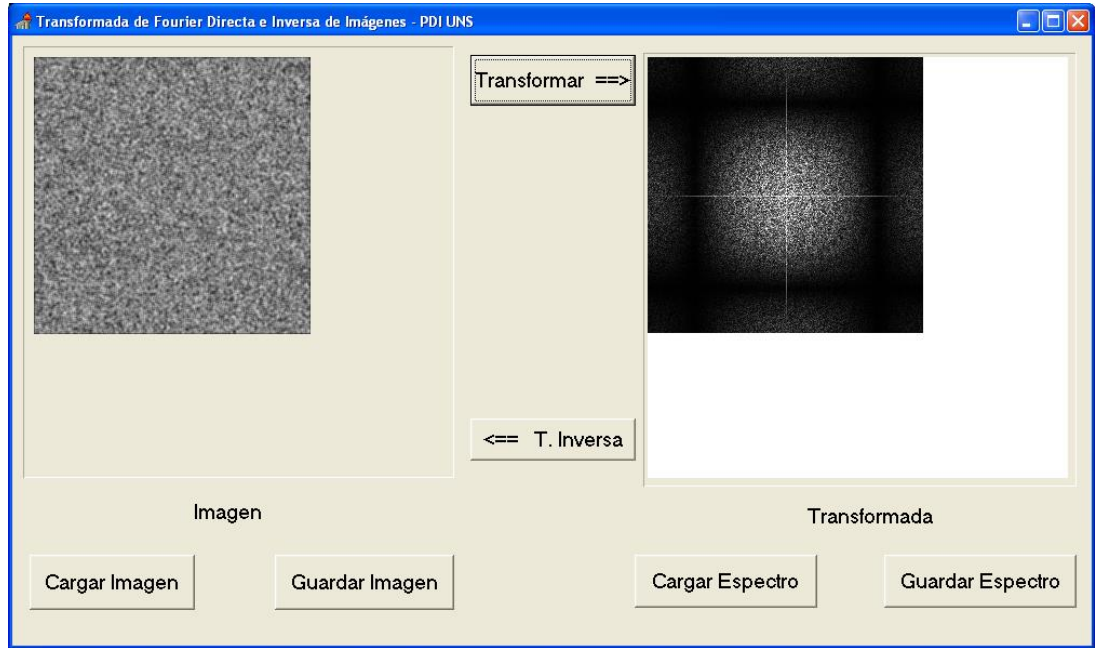 Transformada de Fourier Directa e Inversa de Imágenes - PDI UNS
Transformar ==>
<== T. Inversa
Imagen
Transformada
Cargar Imagen
Guardar Imagen
Cargar Espectro
Guardar Espectro